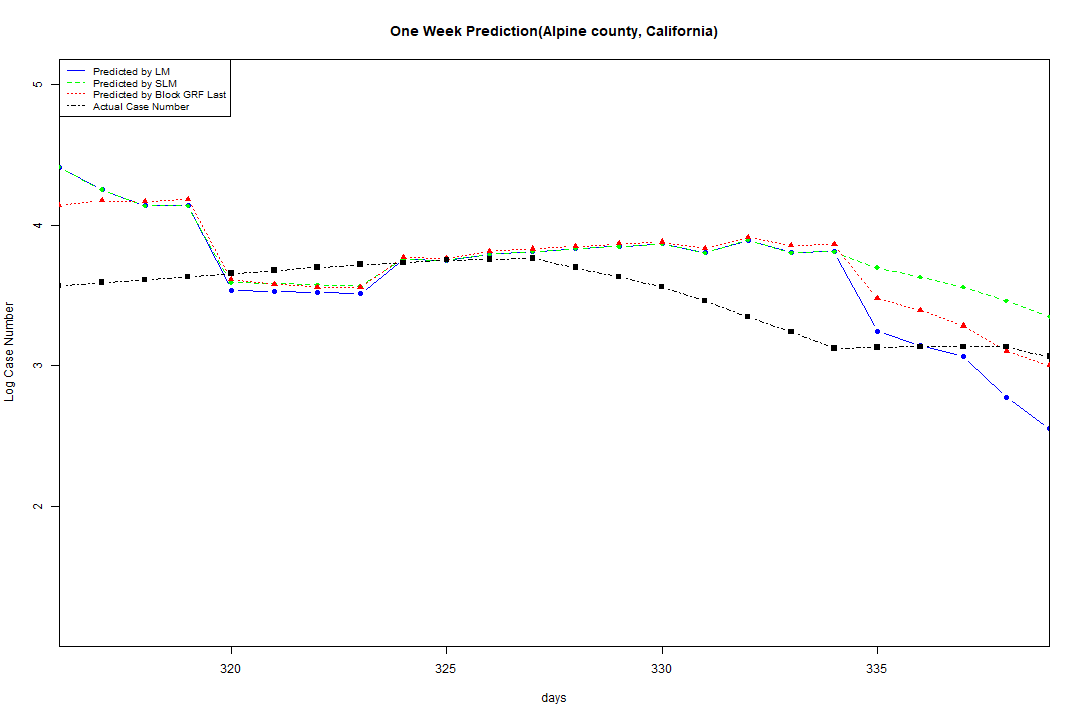 One Week Prediction(Alpine county, California)
Predicted by LM
Predicted by SLM
Predicted by Block GRF Last
Actual Case Number
5
4
3
2
Log Case Number
320 325 330 335
days